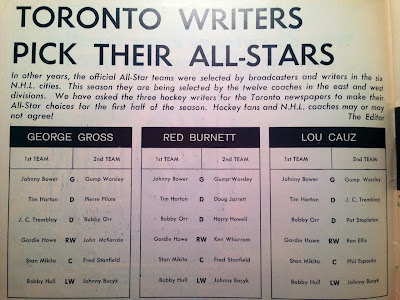 TORONTO WRITERS
PICK THEIR ALL-STARS
In other years, the official All-Star teams were selected by broadcasters and writers in the six
N.H.L. cities. This season they are being selected by the twelve coaches in the east and west
divisions. We have asked the three hockey writers for the Toronto newspapers to make their
All-Star choices for the first half of the season. Hockey fans and N.H.L. coaches may or may
not agree! The Editor
GEORGE GROSS
1st TEAM 2nd TEAM
Johnny Bower G Gump Worsley
Tim Horton D Pierre Pilote
J. C. Tremblay D Bobby Orr
Gordie Howe RW John McKenzie
Stan Mikita C Fred Stanfield
Bobby Hull LW Johnny Bucyk
RED BURNETT
1st TEAM 2nd TEAM
Johnny Bower G Gump Worsley
Tim Horton D Doug Jarrett
Bobby Orr D Harry Howell
Gordie Howe RW Ken Wharram
Stan Mikita C Fred Stanfield
Bobby Hull LW Johnny Bucyk
LOU CAUZ
1st TEAM 2nd TEAM
Johnny Bower G Gump Worsley
Tim Horton D J. C. Tremblay
Bobby Orr D Pat Stapleton
Gordie Howe RW Ron Ellis
Stan Mikita C Phil Esposito
Bobby Hull LW Johnny Bucyk